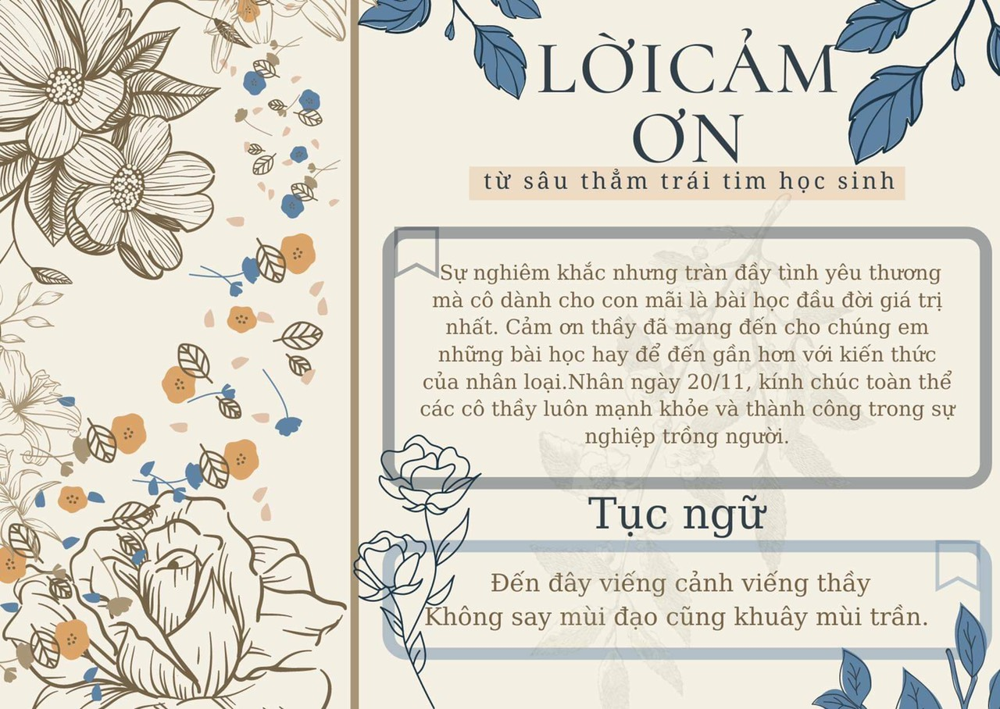 LỜICẢM
ƠN
từ sâu thẳm trái tim học sinh
Sự nghiêm khắc nhưng tràn đầy tình yêu thương
mà cô dành cho con mãi là bài học đầu đời giá trị
nhất. Cảm ơn thầy đã mang đến cho chúng em
những bài học hay để đến gần hơn với kiến thức
của nhân loại.Nhân ngày 20/11, kính chúc toàn thể
các cô thầy luôn mạnh khỏe và thành công trong sự
nghiệp trồng người.
Tục ngữ
Đến đây viếng cảnh viếng thầy
Không say mùi đạo cũng khuây mùi trần.